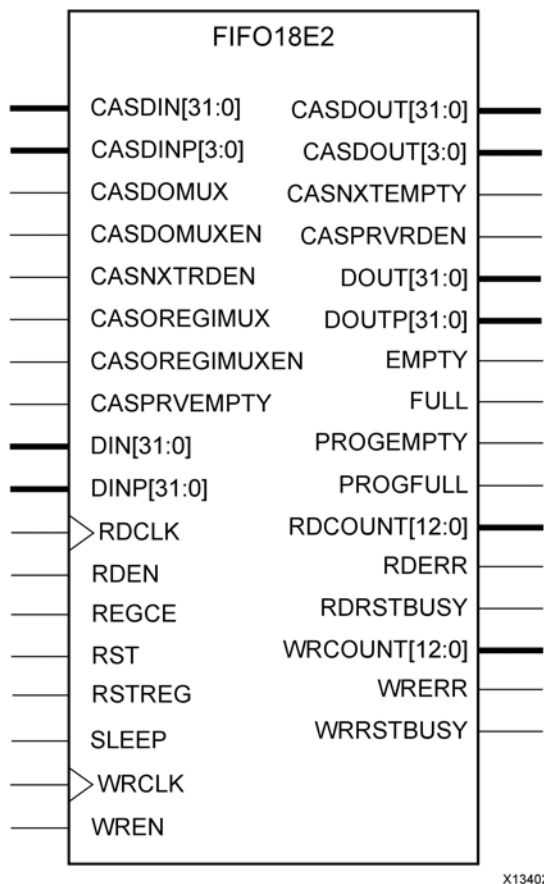 FIFO18E2
CASDIN[31:0]
CASDINP[3:0]
CASDOMUX
CASDOMUXEN
CASNXTRDEN
CASOREGIMUX
CASOREGIMUXEN
CASPRVEMPTY
DIN[31:0]
DINP[31:0]
RDCLK
RDEN
REGCE
RST
RSTREG
SLEEP
WRCLK
WREN
CASDOUT[31:0]
CASDOUT[3:0]
CASNXTEMPTY
CASPRVRDEN
DOUT[31:0]
DOUTP[31:0]
EMPTY
FULL
PROGEMPTY
PROGFULL
RDCOUNT[12:0]
RDERR
RDRSTBUSY
WRCOUNT[12:0]
WRERR
WRRSTBUSY
X13402